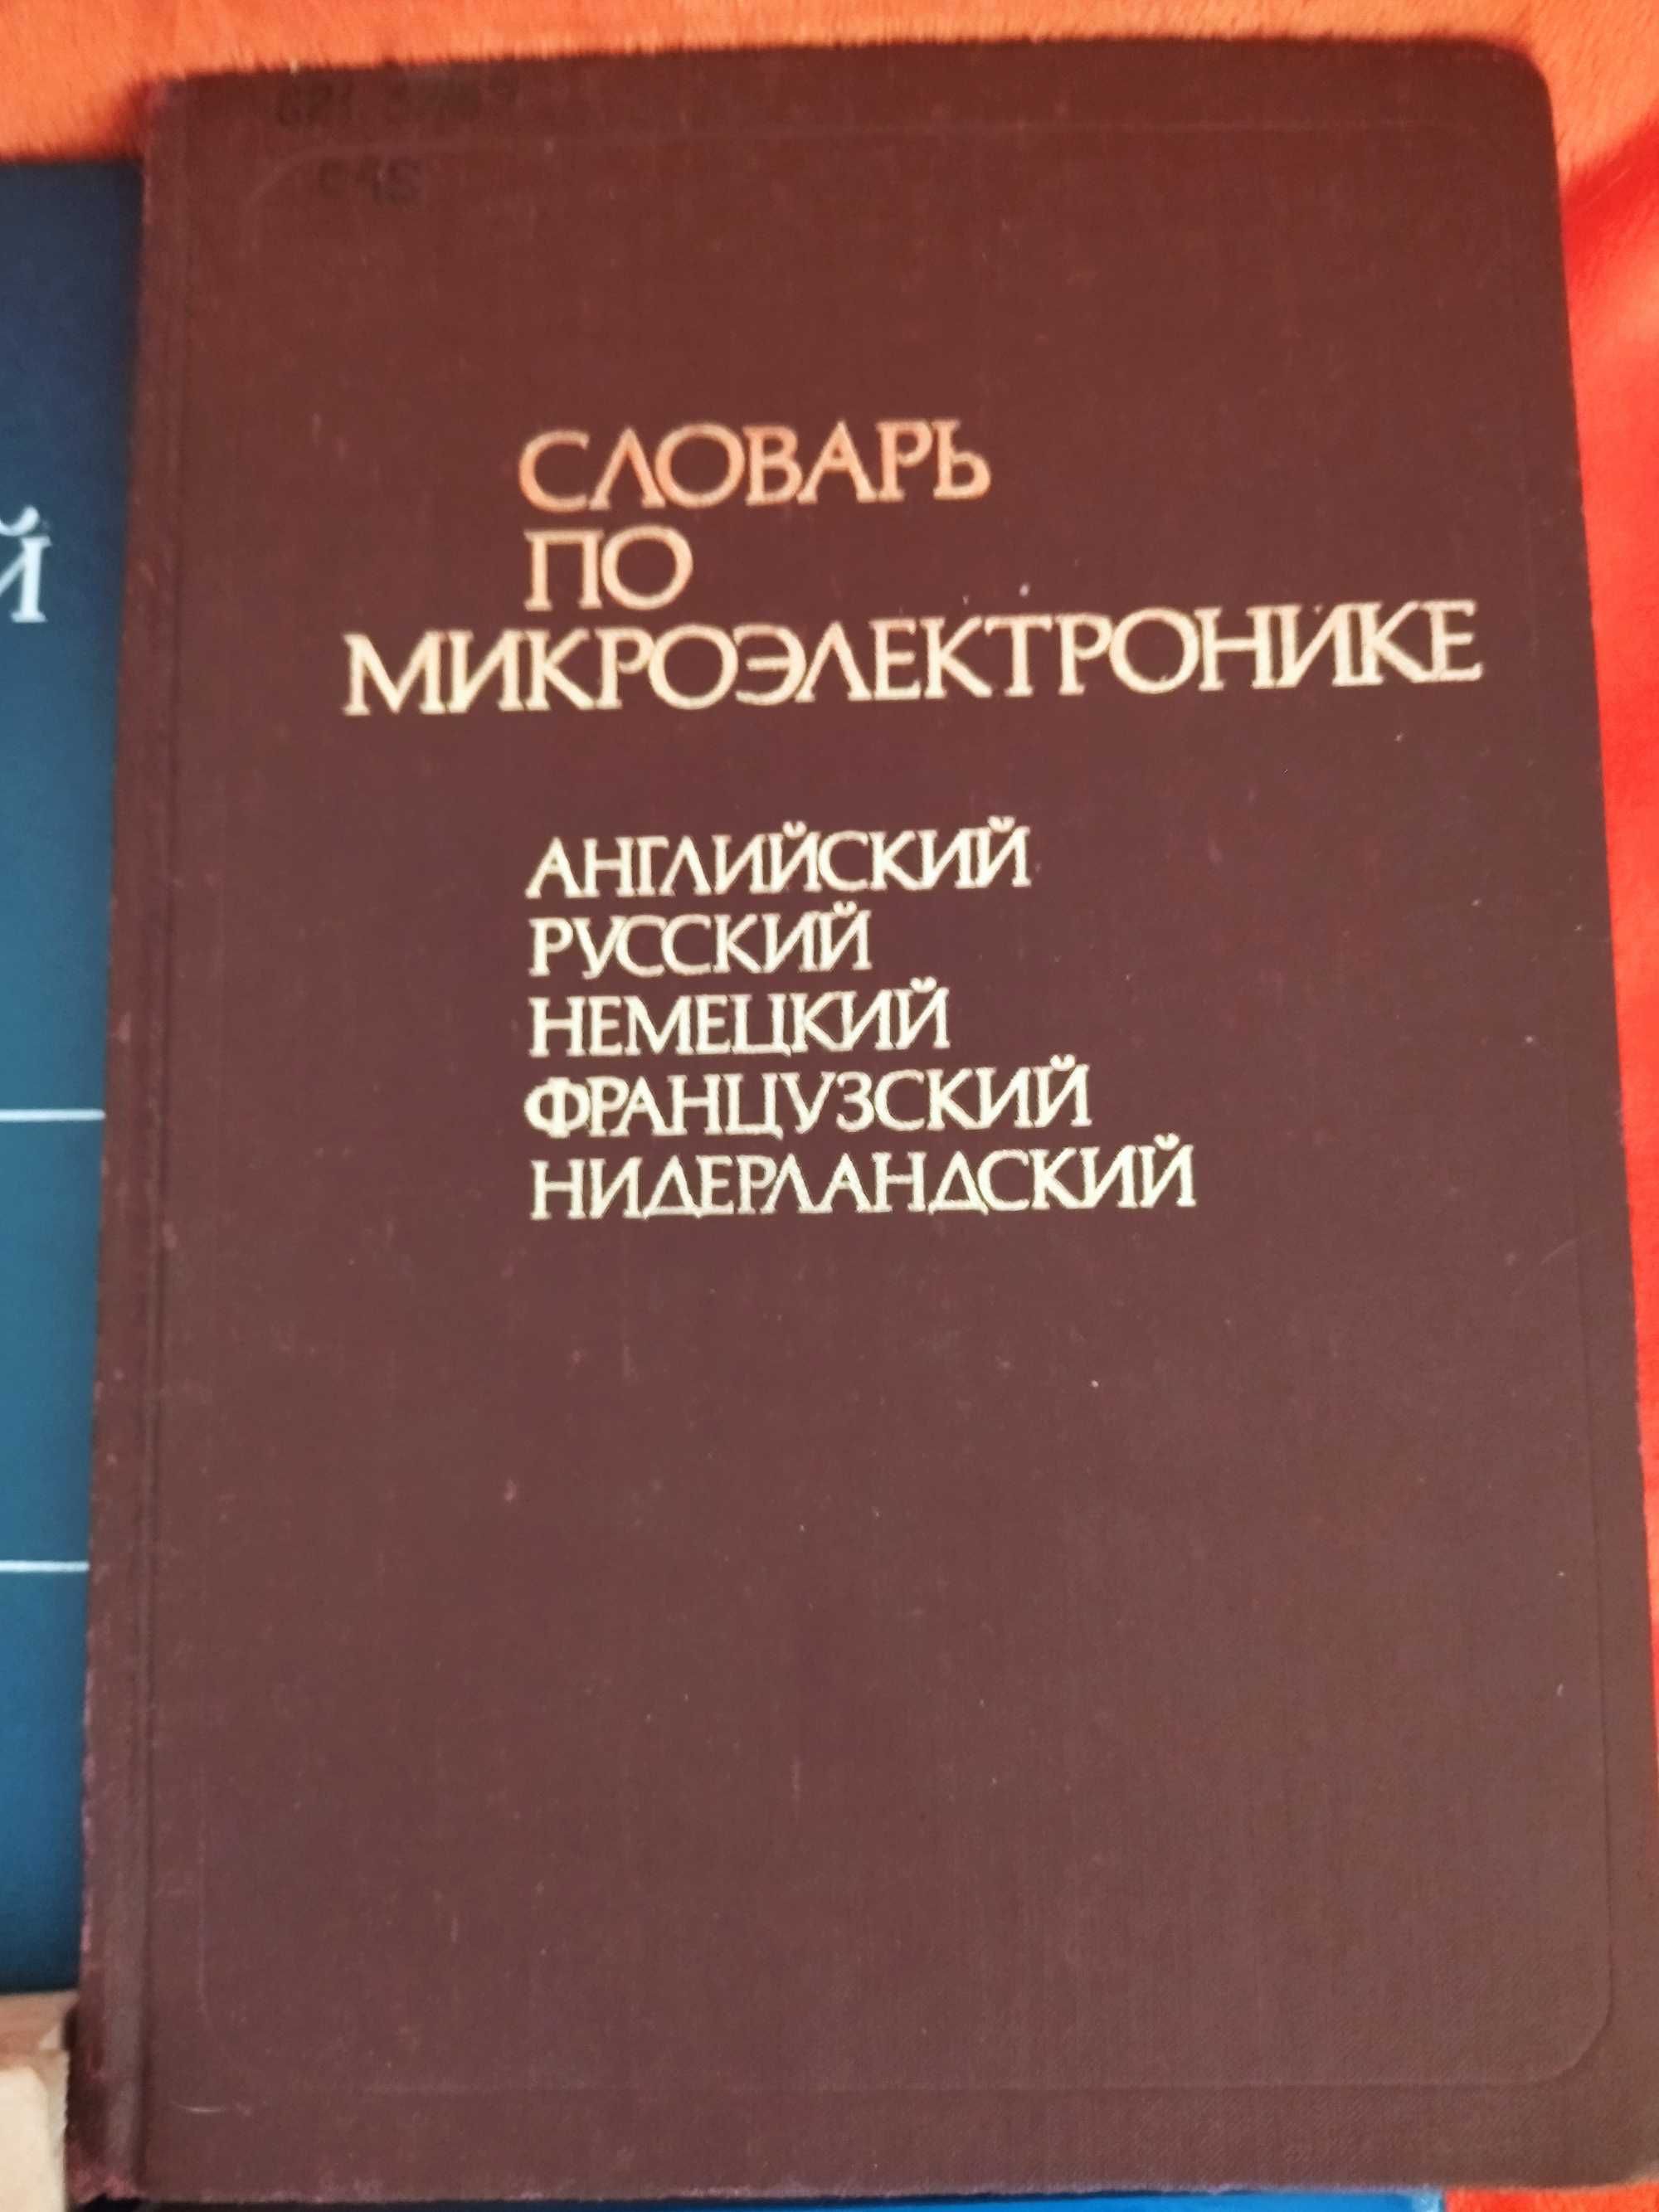 СЛОВАРЬ
ПО
МИКРОЭЛЕКТРОНИКЕ
АНГЛИЙСКИЙ
РУССКИЙ
НЕМЕЦКИЙ
ФРАНЦУЗСКИЙ
НИДЕРЛАНДСКИЙ
Й